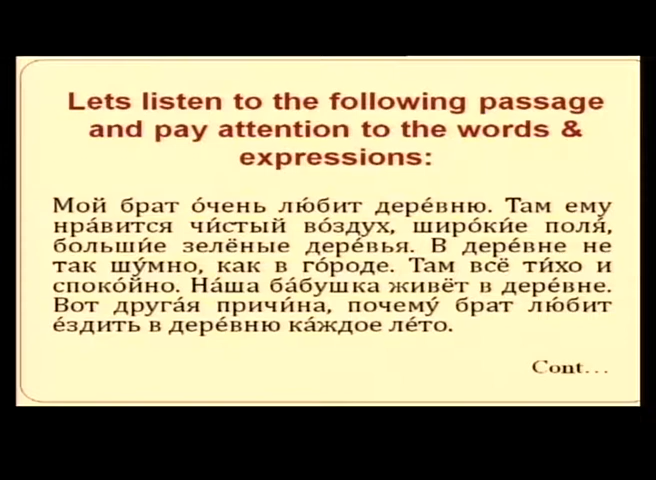 Lets listen to the following passage
and pay attention to the words &
expressions:
Мой брат о́чень лю́бит дере́вню. Там ему
нра́вится чи́стый во́здух, широ́ки́е поля́,
больши́е зелёные дере́вья. В дере́вне не
так шу́мно, как в го́роде. Там всё ти́хо и
споко́йно. На́ша ба́бушка живёт в дере́вне.
Вот друга́я причи́на, почему́ брат лю́бит
е́здить в дере́вню ка́ждое ле́то.
Cont...